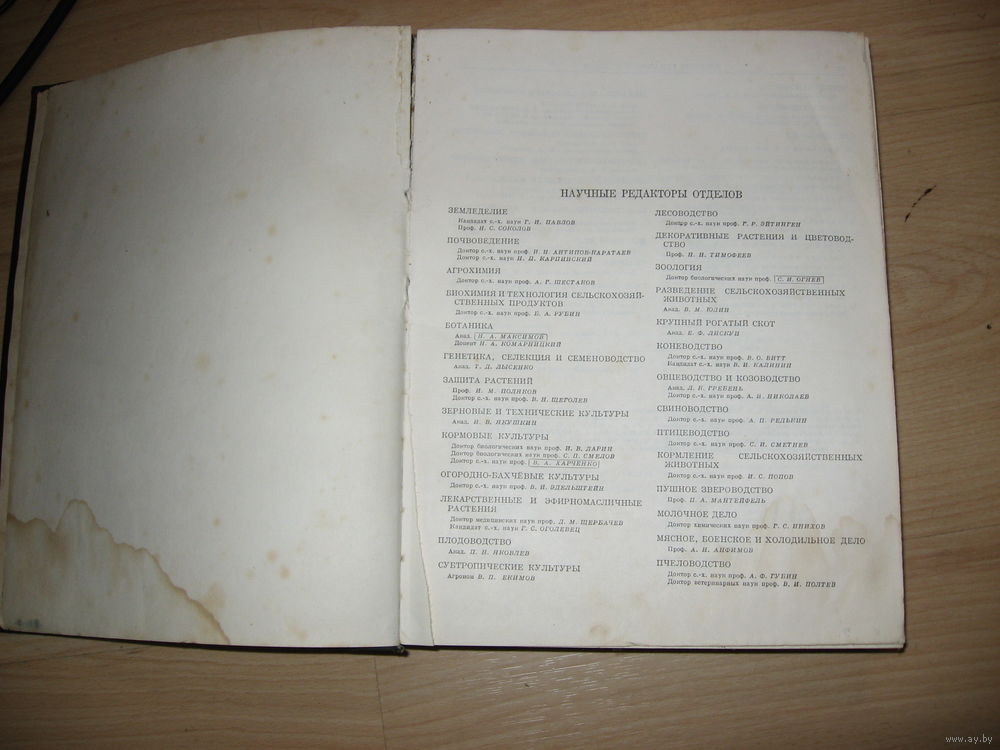 НАУЧНЫЕ РЕДАКТОРЫ ОТДЕЛОВ
ЗЕМЛЕДЕЛИЕ
Кандидат с.-х. наук Г. И. ПАВЛОВ
Проф. Н. С. СОКОЛОВ
ПОЧВОВЕДЕНИЕ
Доктор с.-х. наук проф. И. Н. АНТИПОВ-КАРАТАЕВ
Доктор с.-х. наук Н. П. КАРПИНСКИЙ
АГРОХИМИЯ
Доктор с.-х. наук проф. А. Г. ШЕСТАКОВ
БИОХИМИЯ И ТЕХНОЛОГИЯ СЕЛЬСКОХОЗЯЙ-
СТВЕННЫХ ПРОДУКТОВ
Доктор с.-х. наук проф. Б. А. РУБИН
БОТАНИКА
Акад. Н. А. МАКСИМОВ
Доцент Н. А. КОМАРНИЦКИЙ
ГЕНЕТИКА, СЕЛЕКЦИЯ И СЕМЕНОВОДСТВО
Акад. Т. Д. ЛЫСЕНКО
ЗАЩИТА РАСТЕНИЙ
Проф. И. М. ПОЛЯКОВ
Доктор с.-х. наук проф. В. Н. ЩЕГОЛЕВ
ЗЕРНОВЫЕ И ТЕХНИЧЕСКИЕ КУЛЬТУРЫ
Акад. И. В. ЯКУШКИН
КОРМОВЫЕ КУЛЬТУРЫ
Доктор биологических наук проф. И. В. ЛАРИН
Доктор биологических наук проф. С. П. СМЕЛОВ
Доктор с.-х. наук проф. В. А. ХАРЧЕНКО
ОГОРОДНО-БАХЧЁВЫЕ КУЛЬТУРЫ
Доктор с.-х. наук проф. В. И. ЭДЕЛЬШТЕЙН
ЛЕКАРСТВЕННЫЕ И ЭФИРНОМАСЛИЧНЫЕ
РАСТЕНИЯ
Доктор медицинских наук проф. Д. М. ЩЕРБАЧЕВ
Кандидат с.-х. наук Г. С. ОГОЛЕВЕЦ
ПЛОДОВОДСТВО
Акад. П. Н. ЯКОВЛЕВ
СУБТРОПИЧЕСКИЕ КУЛЬТУРЫ
Агроном В. П. ЕКИМОВ
ЛЕСОВОДСТВО
Доктор с.-х. наук проф. Г. Р. ЭЙТИНГЕН
ДЕКОРАТИВНЫЕ РАСТЕНИЯ И ЦВЕТОВОД-
СТВО
Проф. Н. Н. ТИМОФЕЕВ
ЗООЛОГИЯ
Доктор биологических наук проф. С. И. ОГНЕВ
РАЗВЕДЕНИЕ СЕЛЬСКОХОЗЯЙСТВЕННЫХ
ЖИВОТНЫХ
Акад. В. М. ЮДИН
КРУПНЫЙ РОГАТЫЙ СКОТ
Акад. Е. Ф. ЛИСКУН
КОНЕВОДСТВО
Доктор с.-х. наук проф. В. О. ВИТТ
Кандидат с.-х. наук В. И. КАЛИНИН
ОВЦЕВОДСТВО И КОЗОВОДСТВО
Акад. Л. К. ГРЕБЕНЬ
Доктор с.-х. наук проф. А. И. НИКОЛАЕВ
СВИНОВОДСТВО
Доктор с.-х. наук проф. А. П. РЕДЬКИН
ПТИЦЕВОДСТВО
Доктор с.-х. наук проф. С. И. СМЕТНЕВ
КОРМЛЕНИЕ СЕЛЬСКОХОЗЯЙСТВЕННЫХ
ЖИВОТНЫХ
Доктор с.-х. наук проф. И. С. ПОПОВ
ПУШНОЕ ЗВЕРОВОДСТВО
Проф. П. А. МАНТЕЙФЕЛЬ
МОЛОЧНОЕ ДЕЛО
Доктор химических наук проф. Г. С. ИНИХОВ
МЯСНОЕ, БОЕНСКОЕ И ХОЛОДИЛЬНОЕ ДЕЛО
Проф. А. Н. АНФИМОВ
ПЧЕЛОВОДСТВО
Доктор с.-х. наук проф. А. Ф. ГУБИН
Доктор ветеринарных наук проф. В. И. ПОЛТЕВ
www.ay.by